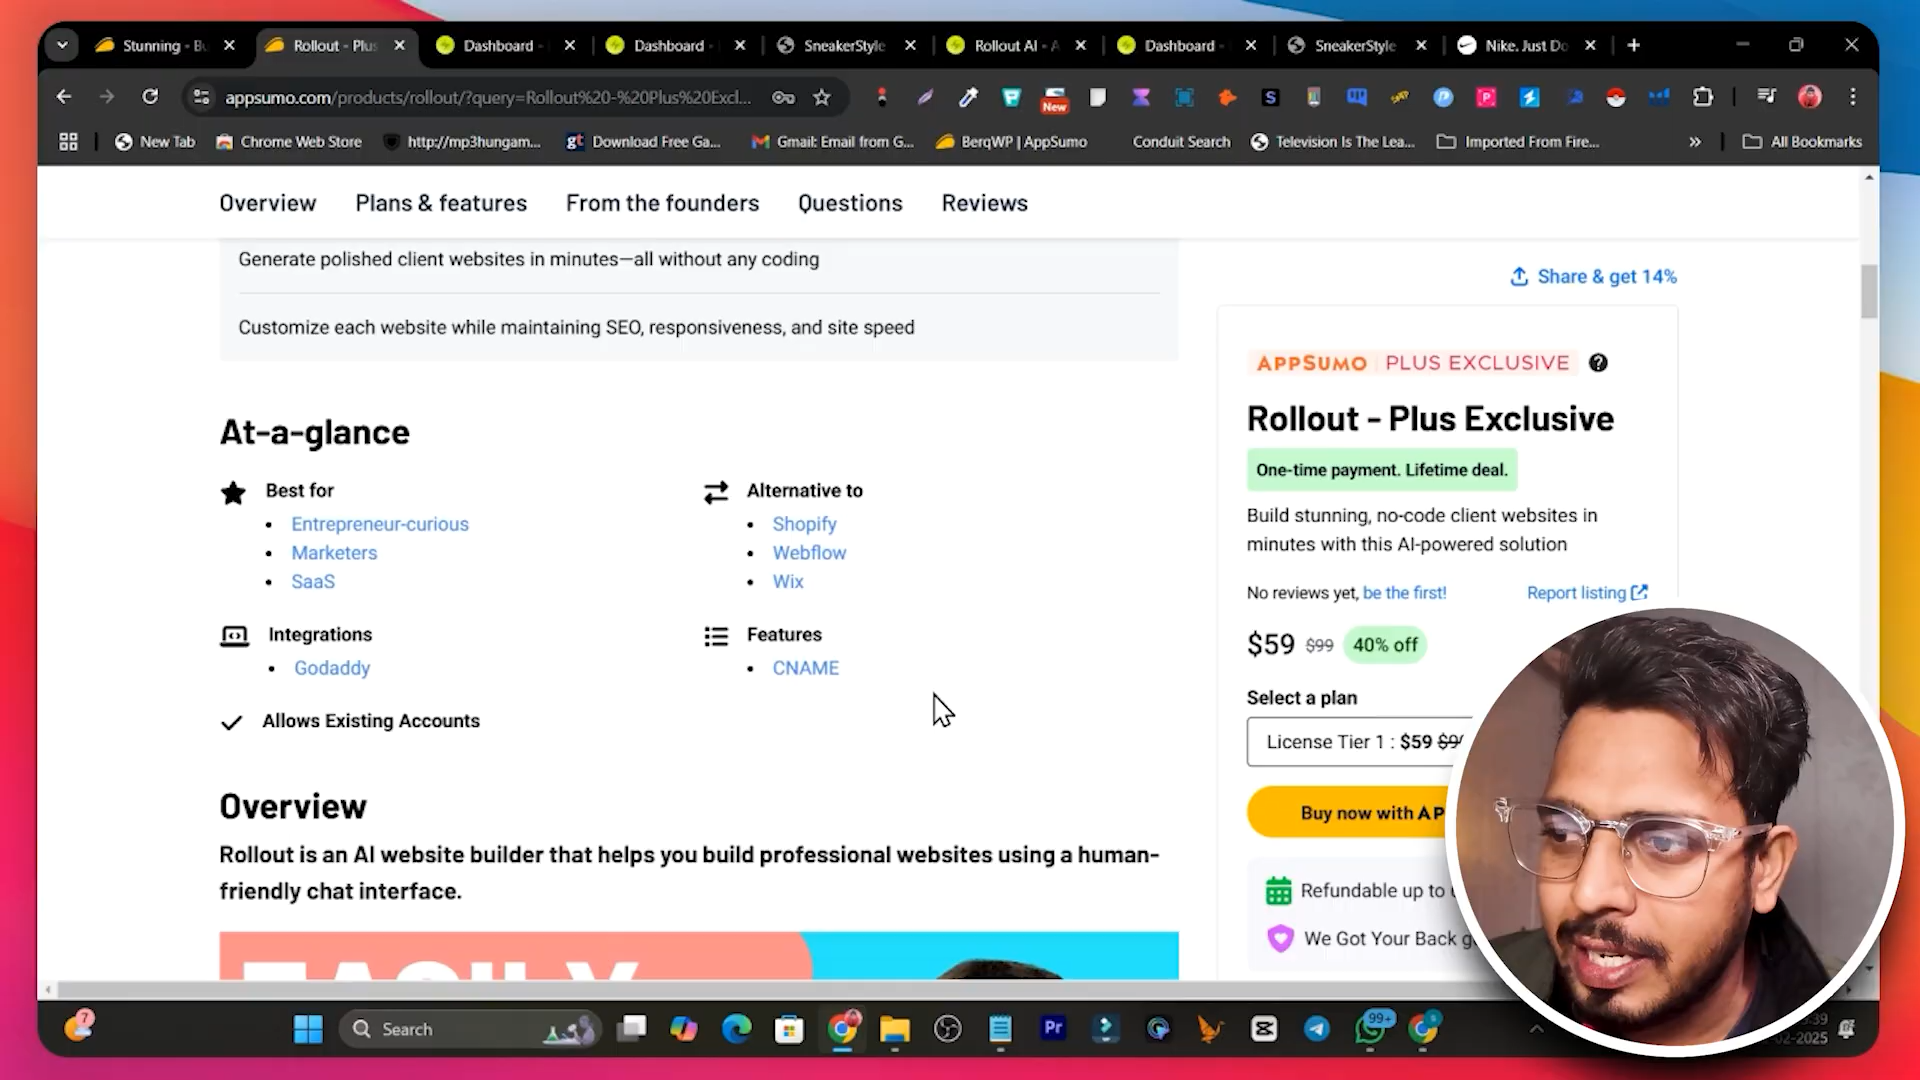 Stunning - Bu
Rollout - Plus
Dashboard -
Dashboard -
SneakerStyle
Rollout AI - A
Dashboard -
SneakerStyle
Nike. Just Do
appsumo.com/products/rollout/?query=Rollout%20-%20Plus%20Excl...
New
New Tab
Chrome Web Store
http://mp3hungam...
Download Free Ga...
Gmail: Email from G...
BerqWP | AppSumo
Conduit Search
Television Is The Lea...
Imported From Fire...
All Bookmarks
Overview
Plans & features
From the founders
Questions
Reviews
Generate polished client websites in minutes—all without any coding
Customize each website while maintaining SEO, responsiveness, and site speed
At-a-glance
Best for
Entrepreneur-curious
Marketers
SaaS
Alternative to
Shopify
Webflow
Wix
Integrations
Godaddy
Features
CNAME
Allows Existing Accounts
Overview
Rollout is an AI website builder that helps you build professional websites using a human-
friendly chat interface.
EASILY
Share & get 14%
APPSUMO | PLUS EXCLUSIVE
Rollout - Plus Exclusive
One-time payment. Lifetime deal.
Build stunning, no-code client websites in
minutes with this AI-powered solution
No reviews yet, be the first!
Report listing
$59 $99 40% off
Select a plan
License Tier 1 : $59
Buy now with AP
Refundable up to
We Got Your Back
7
Search
Pr
99+
-02-2025